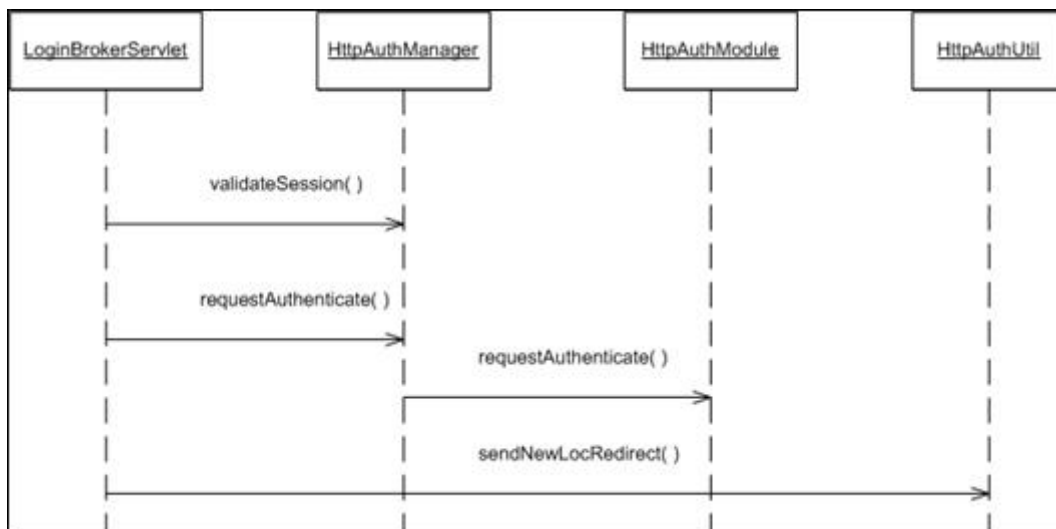 LoginBrokerServlet
HttpAuthManager
HttpAuthModule
HttpAuthUtil
validateSession( )
requestAuthenticate( )
requestAuthenticate( )
sendNewLocRedirect( )